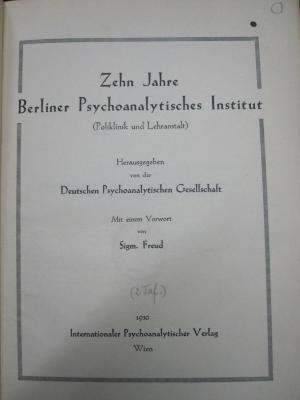 Zehn Jahre
Berliner Psychoanalytisches Institut
(Poliklinik und Lehranstalt)
Herausgegeben
von der
Deutschen Psychoanalytischen Gesellschaft
Mit einem Vorwort
von
Sigm. Freud
(2 Taf.)
1930
Internationaler Psychoanalytischer Verlag
Wien